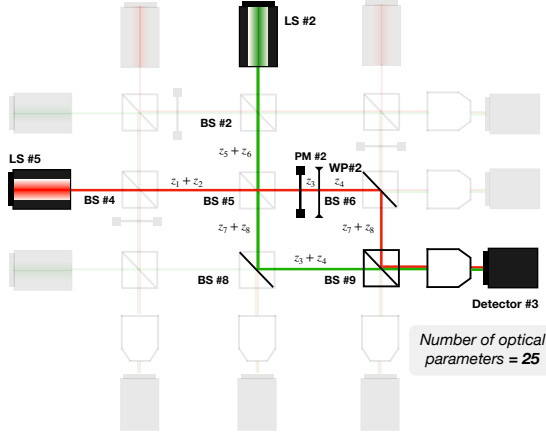 LS #2
BS #2
z₅ + z₆
PM #2
WP#2
LS #5
z₁ + z₂
z₃
z₄
BS #4
BS #5
BS #6
z₇ + z₈
z₇ + z₈
z₃ + z₄
BS #8
BS #9
Detector #3
Number of optical
parameters = 25